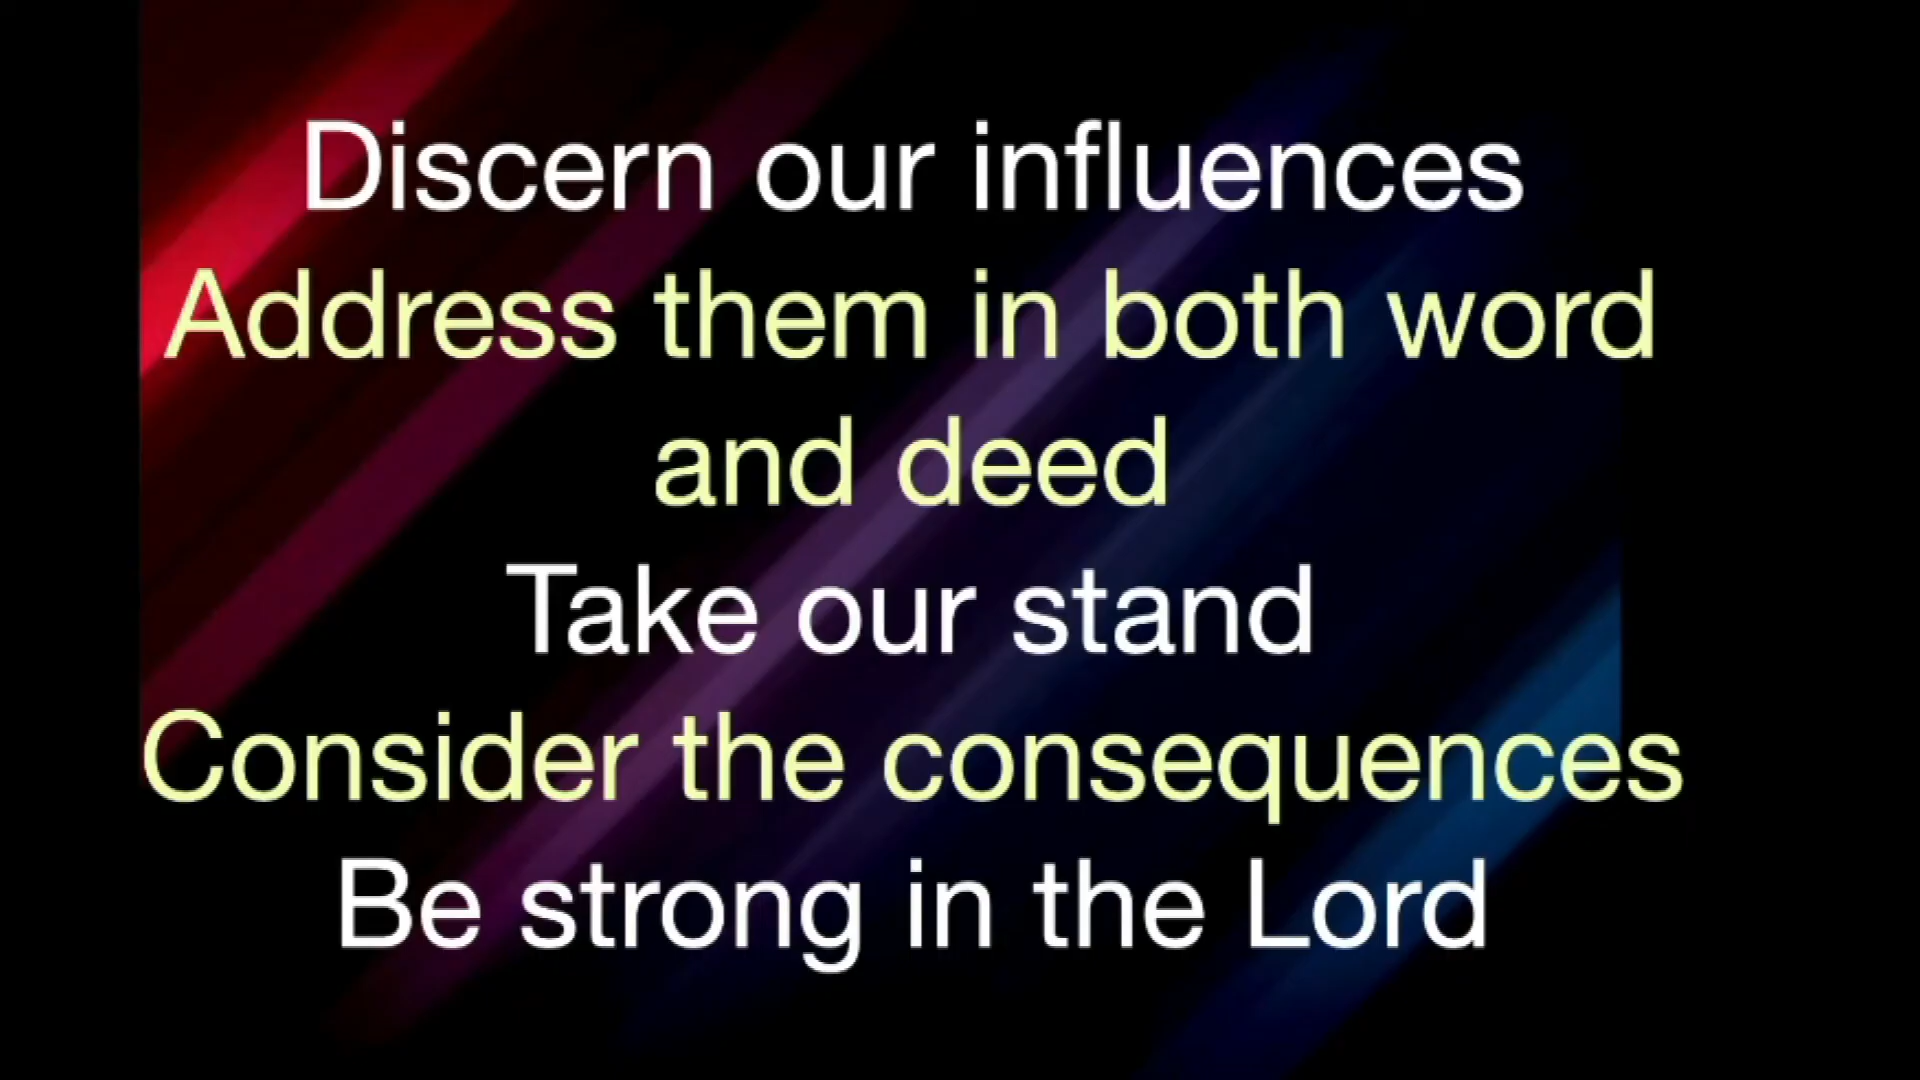 Discern our influences
Address them in both word
and deed
Take our stand
Consider the consequences
Be strong in the Lord